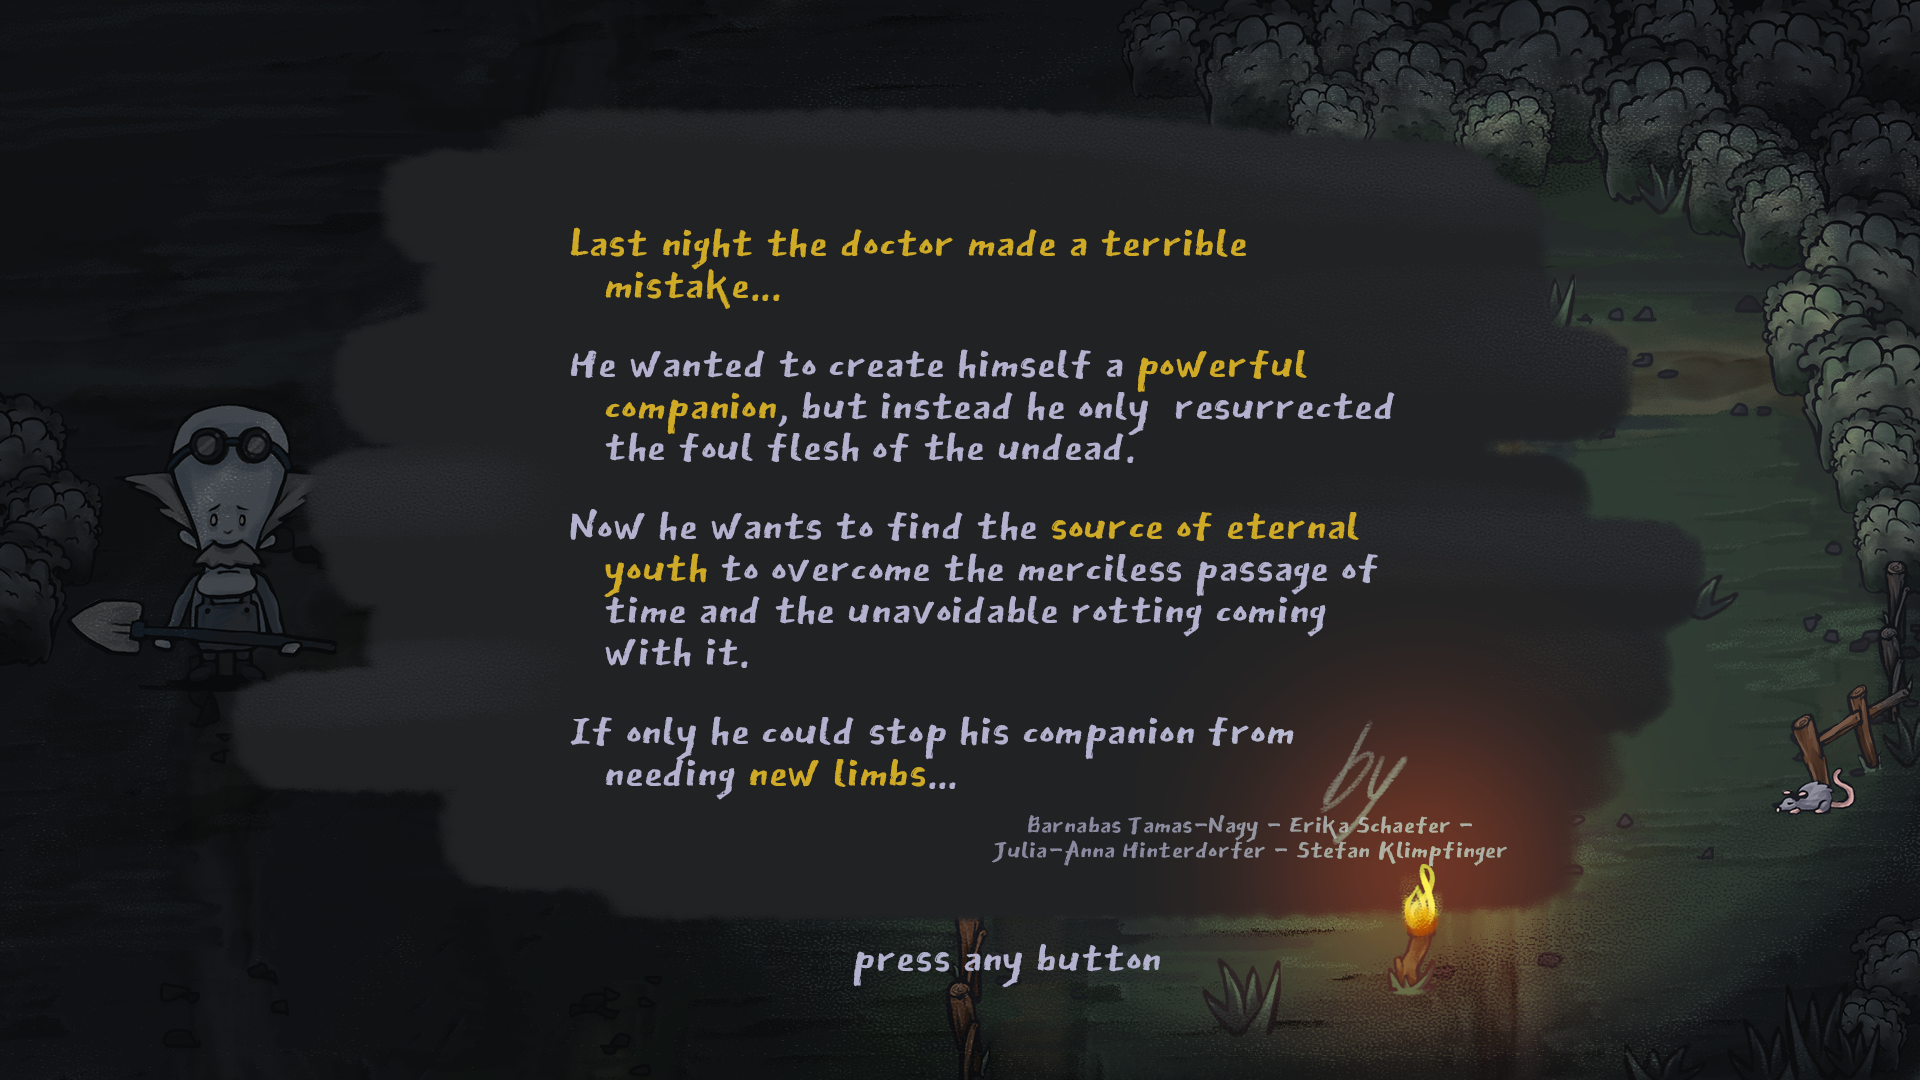 Last night the doctor made a terrible
mistake...
He wanted to create himself a powerful
companion, but instead he only  resurrected
the foul flesh of the undead.
Now he wants to find the source of eternal
youth to overcome the merciless passage of
time and the unavoidable rotting coming
with it.
If only he could stop his companion from
needing new limbs...
by
Barnabas Tamas-Nagy - Erika Schaefer -
Julia-Anna Hinterdorfer - Stefan Klimpfinger
press any button